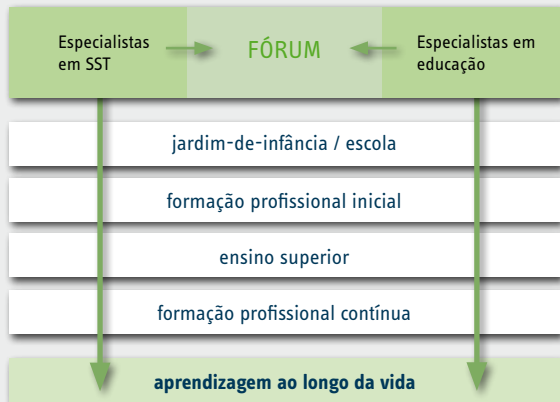 Especialistas
em SST
FÓRUM
Especialistas em
educação
jardim-de-infância / escola
formação profissional inicial
ensino superior
formação profissional contínua
aprendizagem ao longo da vida